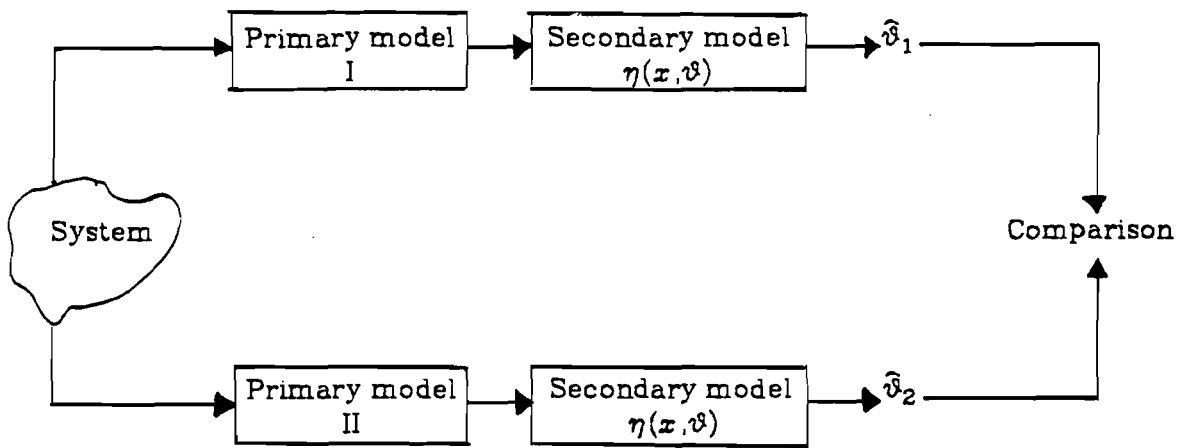 Primary model
I
Secondary model
η(x,ϑ)
ϑ̂₁
System
Comparison
Primary model
II
Secondary model
η(x,ϑ)
ϑ̂₂